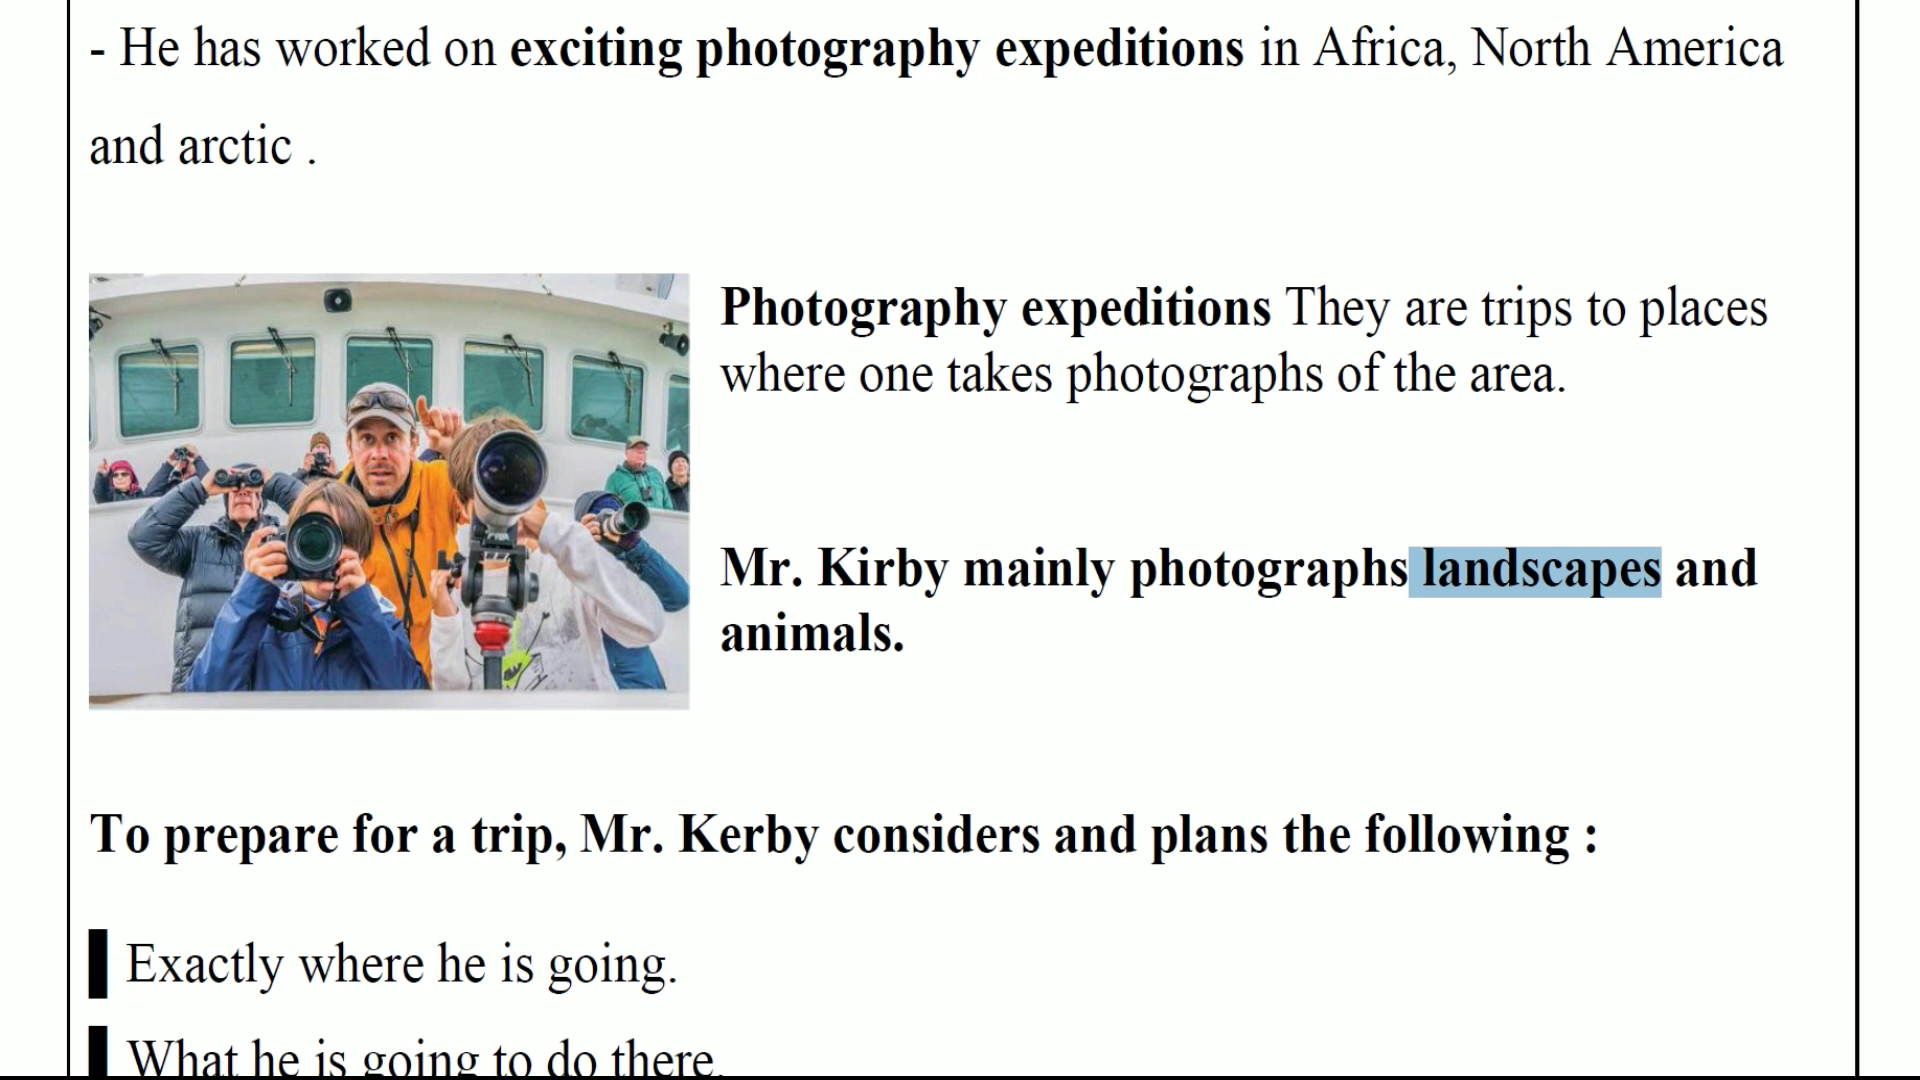 - He has worked on exciting photography expeditions in Africa, North America
and arctic .
Photography expeditions They are trips to places
where one takes photographs of the area.
Mr. Kirby mainly photographs landscapes and
animals.
To prepare for a trip, Mr. Kerby considers and plans the following :
Exactly where he is going.
What he is going to do there.